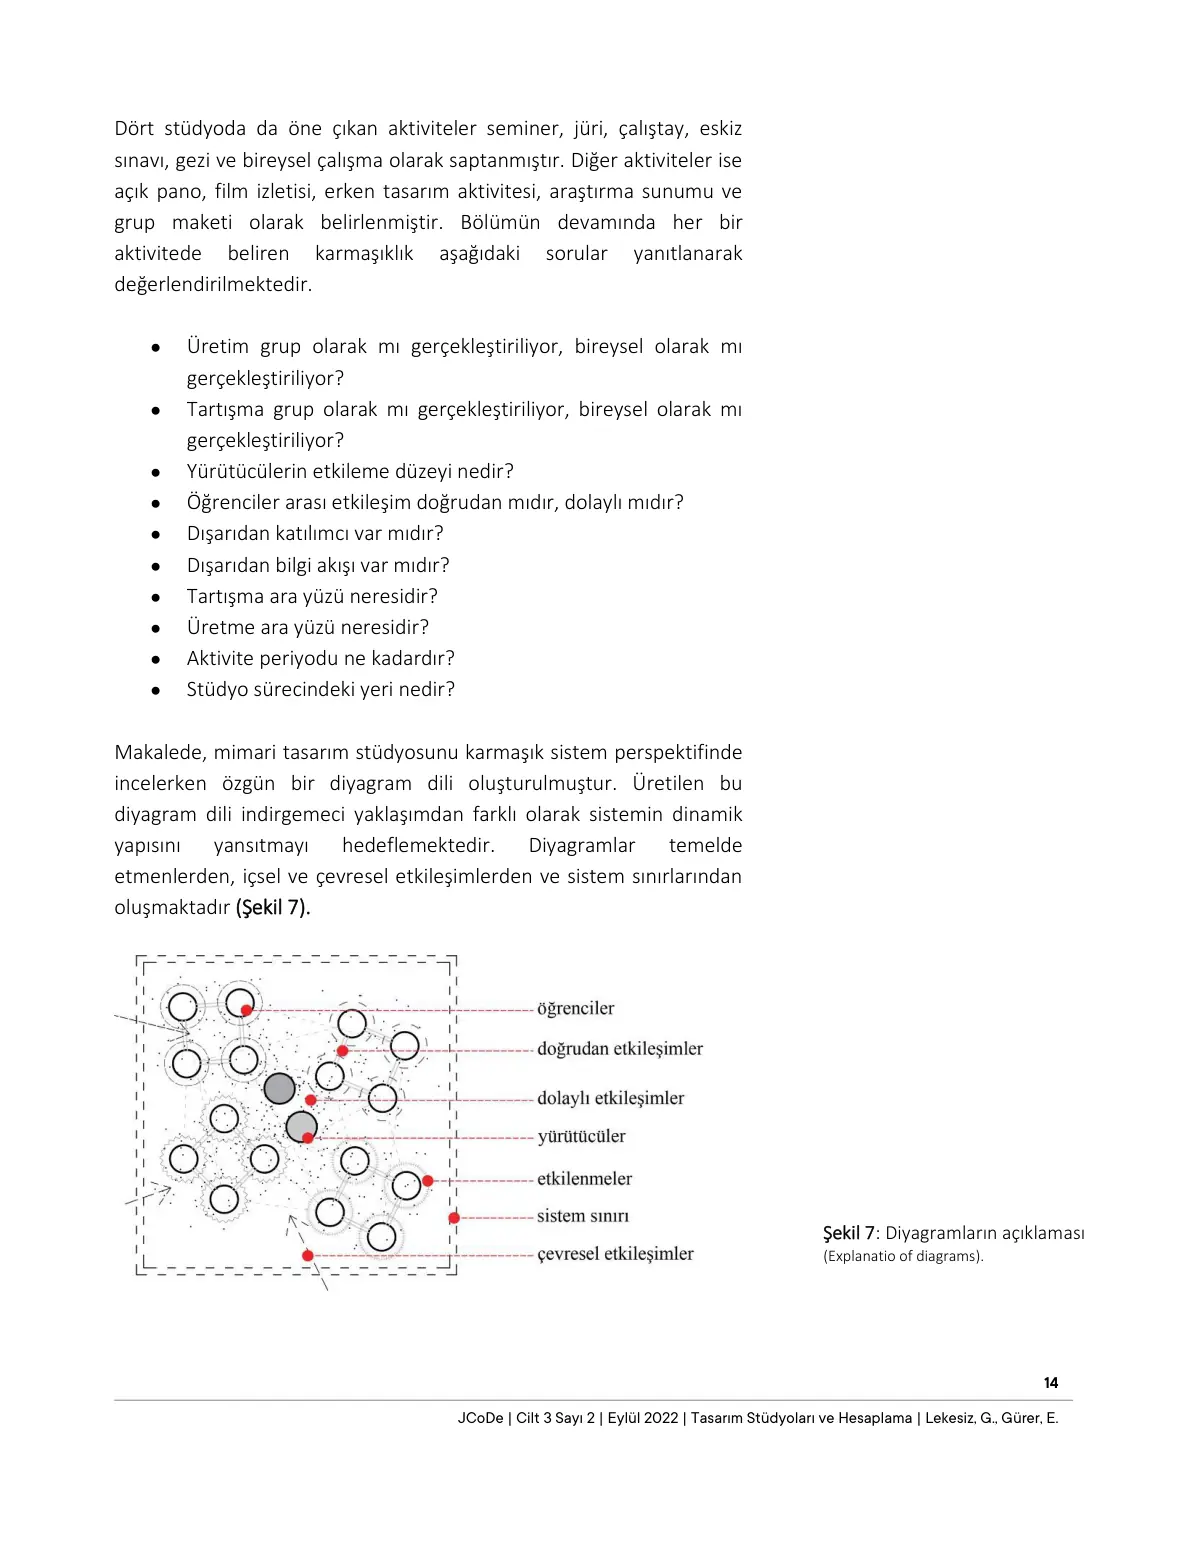 Dört stüdyoda da öne çıkan aktiviteler seminer, jüri, çalıştay, eskiz
sınavı, gezi ve bireysel çalışma olarak saptanmıştır. Diğer aktiviteler ise
açık pano, film izletisi, erken tasarım aktivitesi, araştırma sunumu ve
grup maketi olarak belirlenmiştir. Bölümün devamında her bir
aktivitede beliren karmaşıklık aşağıdaki sorular yanıtlanarak
değerlendirilmektedir.
● Üretim grup olarak mı gerçekleştiriliyor, bireysel olarak mı
gerçekleştiriliyor?
● Tartışma grup olarak mı gerçekleştiriliyor, bireysel olarak mı
gerçekleştiriliyor?
● Yürütücülerin etkileme düzeyi nedir?
● Öğrenciler arası etkileşim doğrudan mıdır, dolaylı mıdır?
● Dışarıdan katılımcı var mıdır?
● Dışarıdan bilgi akışı var mıdır?
● Tartışma ara yüzü neresidir?
● Üretme ara yüzü neresidir?
● Aktivite periyodu ne kadardır?
● Stüdyo sürecindeki yeri nedir?
Makalede, mimari tasarım stüdyosunu karmaşık sistem perspektifinde
incelerken özgün bir diyagram dili oluşturulmuştur. Üretilen bu
diyagram dili indirgemeci yaklaşımdan farklı olarak sistemin dinamik
yapısını yansıtmayı hedeflemektedir. Diyagramlar temelde
etmenlerden, içsel ve çevresel etkileşimlerden ve sistem sınırlarından
oluşmaktadır (Şekil 7).
öğrenciler
doğrudan etkileşimler
dolaylı etkileşimler
yürütücüler
etkilenmeler
sistem sınırı
çevresel etkileşimler
Şekil 7: Diyagramların açıklaması
(Explanatio of diagrams).
14
JCoDe | Cilt 3 Sayı 2 | Eylül 2022 | Tasarım Stüdyoları ve Hesaplama | Lekesiz, G., Gürer, E.